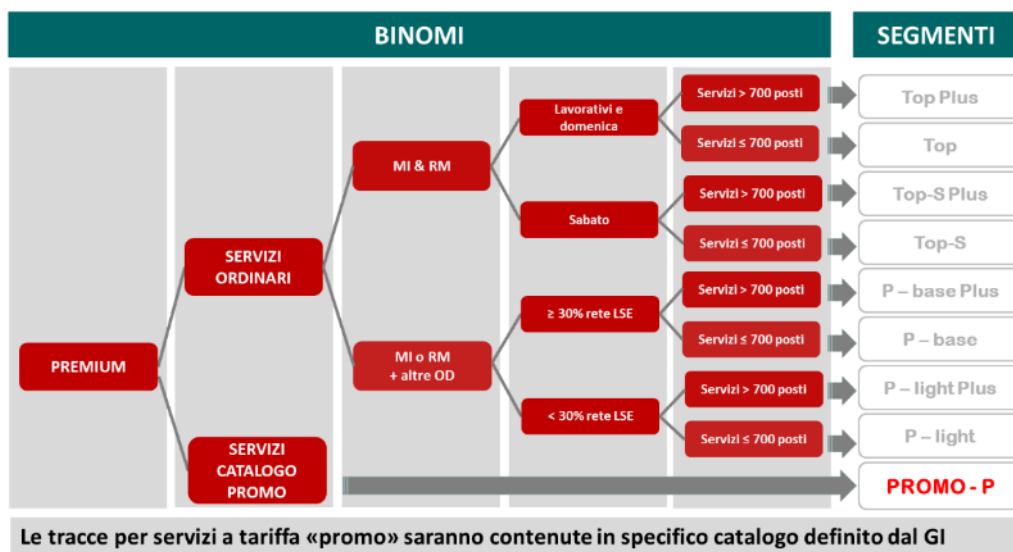 BINOMI
SEGMENTI
PREMIUM
SERVIZI
ORDINARI
SERVIZI
CATALOGO
PROMO
MI & RM
MI o RM
+ altre OD
Lavorativi e
domenica
Sabato
≥ 30% rete LSE
< 30% rete LSE
Servizi > 700 posti
Servizi ≤ 700 posti
Servizi > 700 posti
Servizi ≤ 700 posti
Servizi > 700 posti
Servizi ≤ 700 posti
Servizi > 700 posti
Servizi ≤ 700 posti
Top Plus
Top
Top-S Plus
Top-S
P – base Plus
P – base
P – light Plus
P – light
PROMO - P
Le tracce per servizi a tariffa «promo» saranno contenute in specifico catalogo definito dal GI